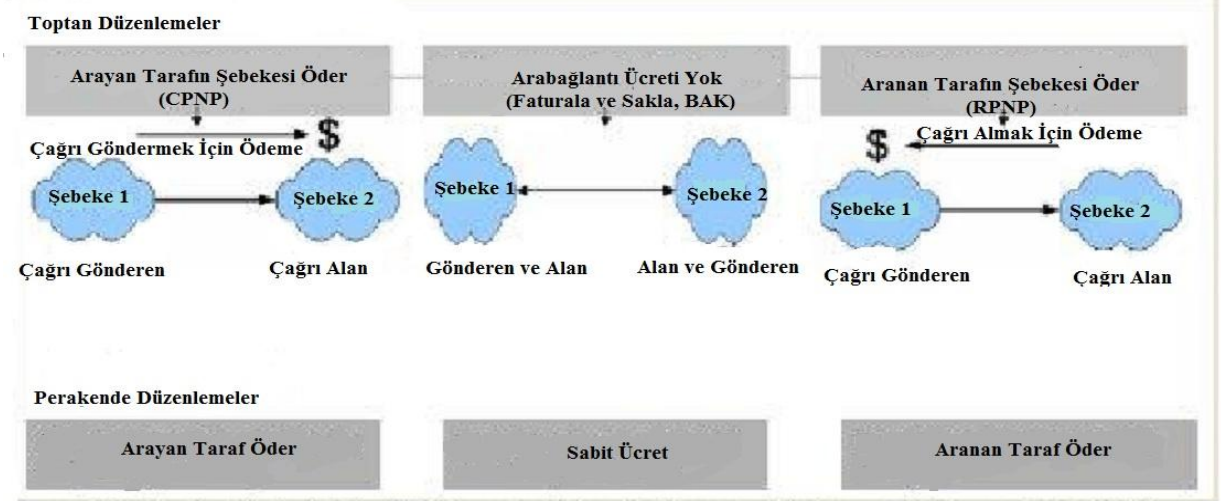 Toptan Düzenlemeler
Arayan Tarafın Şebekesi Öder
(CPNP)
Çağrı Göndermek İçin Ödeme
$
Şebeke 1
Şebeke 2
Çağrı Gönderen
Çağrı Alan
Arabağlantı Ücreti Yok
(Faturala ve Sakla, BAK)
Şebeke 1
Şebeke 2
Gönderen ve Alan
Alan ve Gönderen
Aranan Tarafın Şebekesi Öder
(RPNP)
$
Çağrı Almak İçin Ödeme
Şebeke 1
Şebeke 2
Çağrı Gönderen
Çağrı Alan
Perakende Düzenlemeler
Arayan Taraf Öder
Sabit Ücret
Aranan Taraf Öder